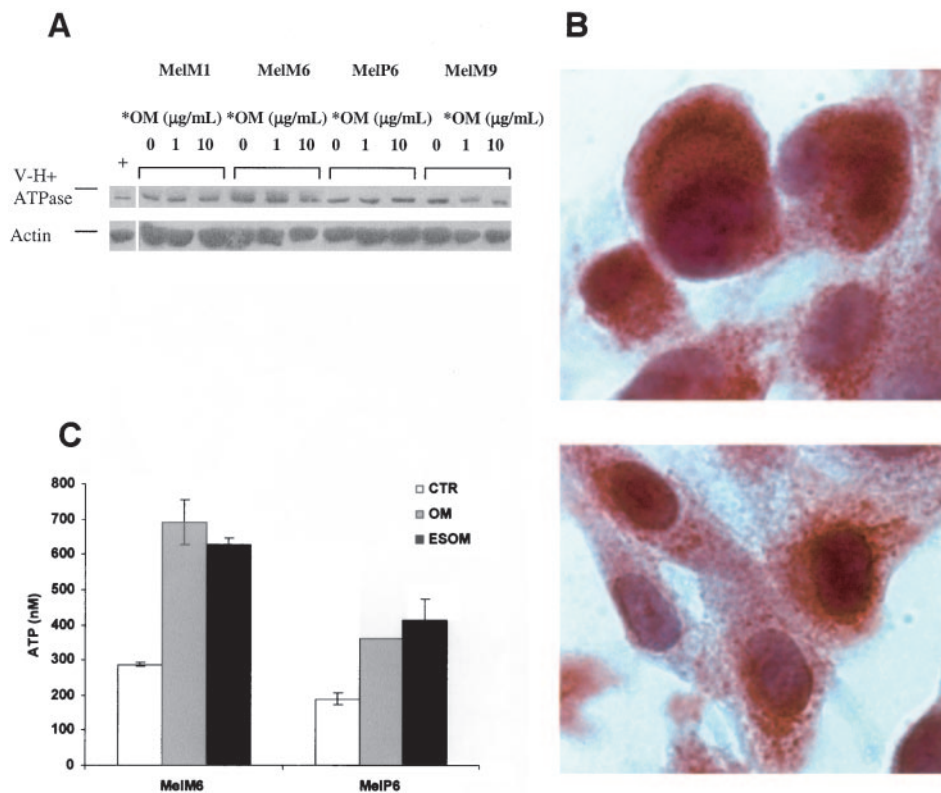 A
MelM1 MelM6 MelP6 MelM9
*OM (µg/mL) *OM (µg/mL) *OM (µg/mL) *OM (µg/mL)
0 1 10 0 1 10 0 1 10 0 1 10
+
V-H+
ATPase
Actin
B
C
800
700
600
500
400
300
200
100
0
ATP (nM)
CTR
OM
ESOM
MelM6 MelP6